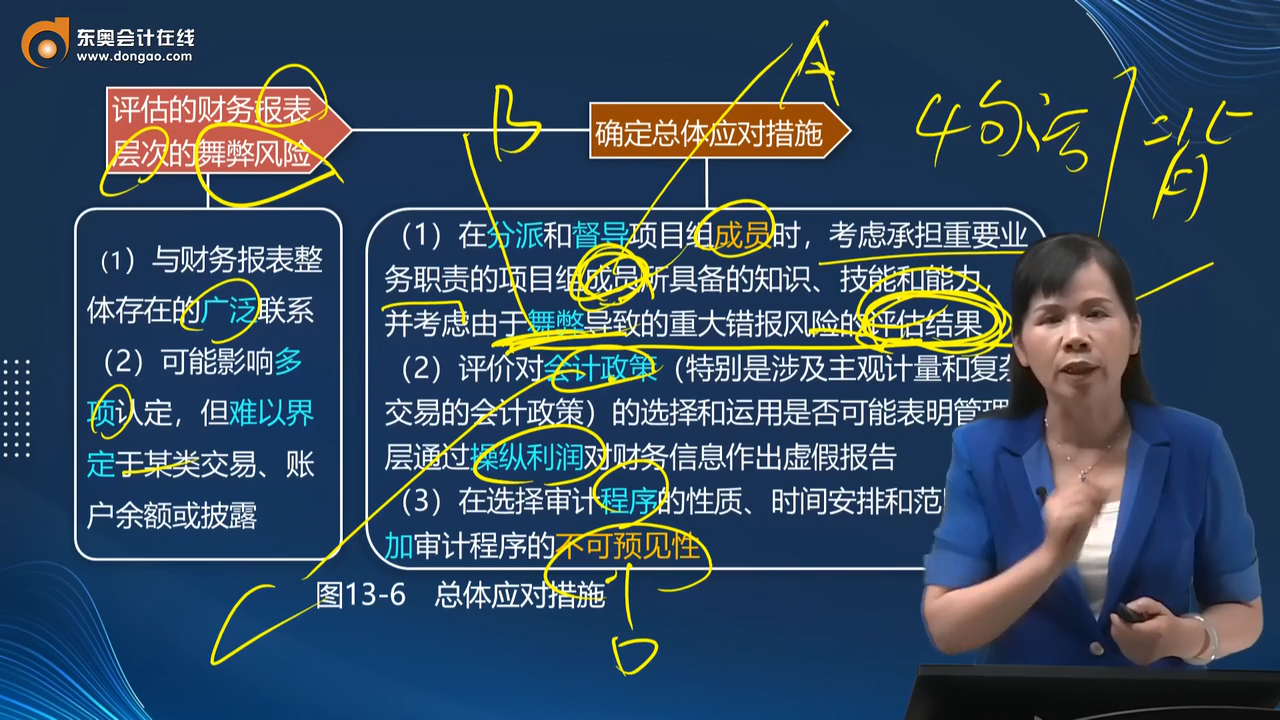 东奥会计在线
www.dongao.com
评估的财务报表
层次的舞弊风险
B
确定总体应对措施
A
4句话
背
（1）与财务报表整
体存在的广泛联系
（2）可能影响多
项认定，但难以界
定于某类交易、账
户余额或披露
（1）在分派和督导项目组成员时，考虑承担重要业
务职责的项目组成员所具备的知识、技能和能力，
并考虑由于舞弊导致的重大错报风险的评估结果
（2）评价对会计政策（特别是涉及主观计量和复杂
交易的会计政策）的选择和运用是否可能表明管理
层通过操纵利润对财务信息作出虚假报告
（3）在选择审计程序的性质、时间安排和范
加审计程序的不可预见性
图13-6 总体应对措施
C
D